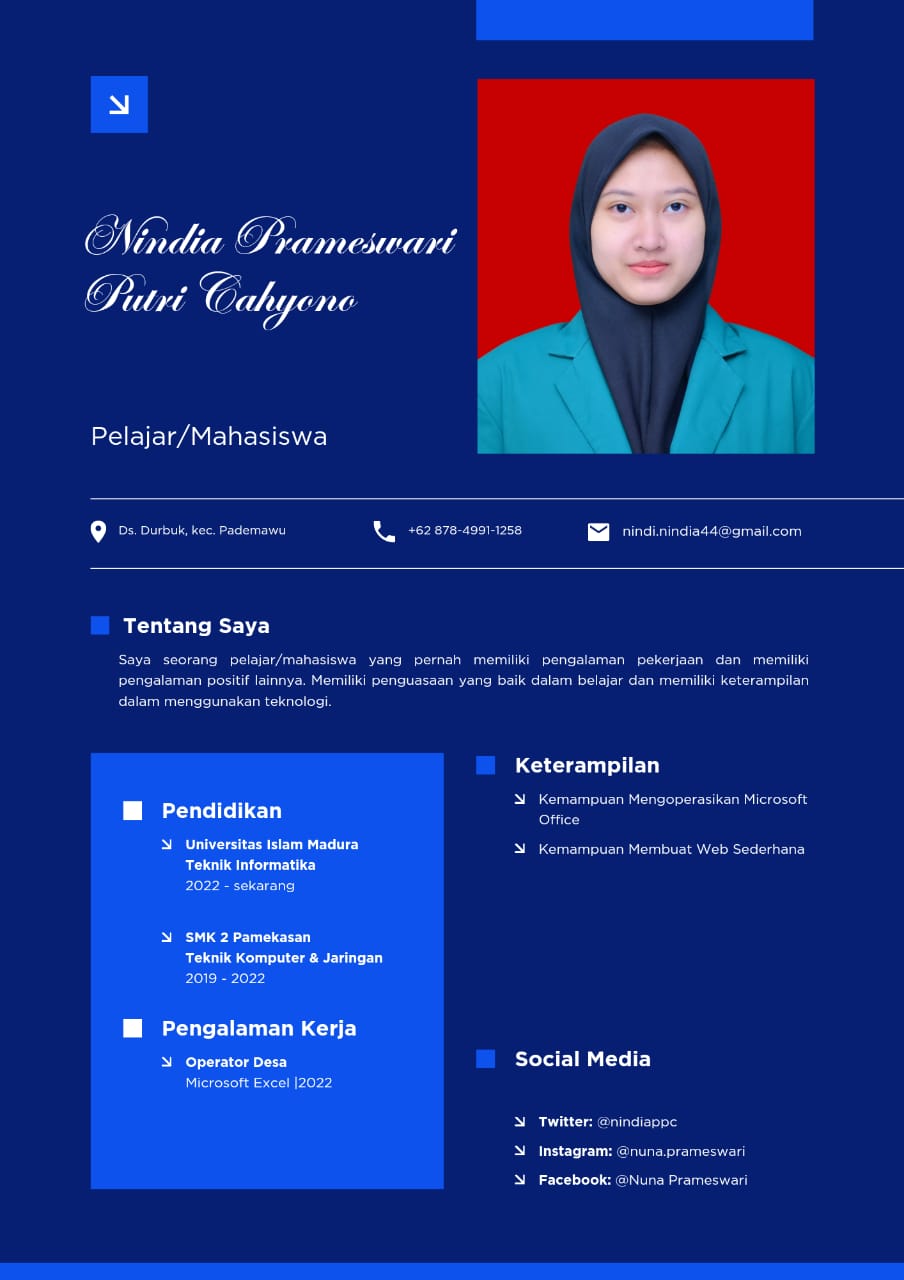 Nindia Prameswari
Putri Cahyono
Pelajar/Mahasiswa
Ds. Durbuk, kec. Pademawu
+62 878-4991-1258
nindi.nindia44@gmail.com
Tentang Saya
Saya seorang pelajar/mahasiswa yang pernah memiliki pengalaman pekerjaan dan memiliki
pengalaman positif lainnya. Memiliki penguasaan yang baik dalam belajar dan memiliki keterampilan
dalam menggunakan teknologi.
Pendidikan
Universitas Islam Madura
Teknik Informatika
2022 - sekarang
SMK 2 Pamekasan
Teknik Komputer & Jaringan
2019 - 2022
Pengalaman Kerja
Operator Desa
Microsoft Excel |2022
Keterampilan
Kemampuan Mengoperasikan Microsoft
Office
Kemampuan Membuat Web Sederhana
Social Media
Twitter: @nindiappc
Instagram: @nuna.prameswari
Facebook: @Nuna Prameswari